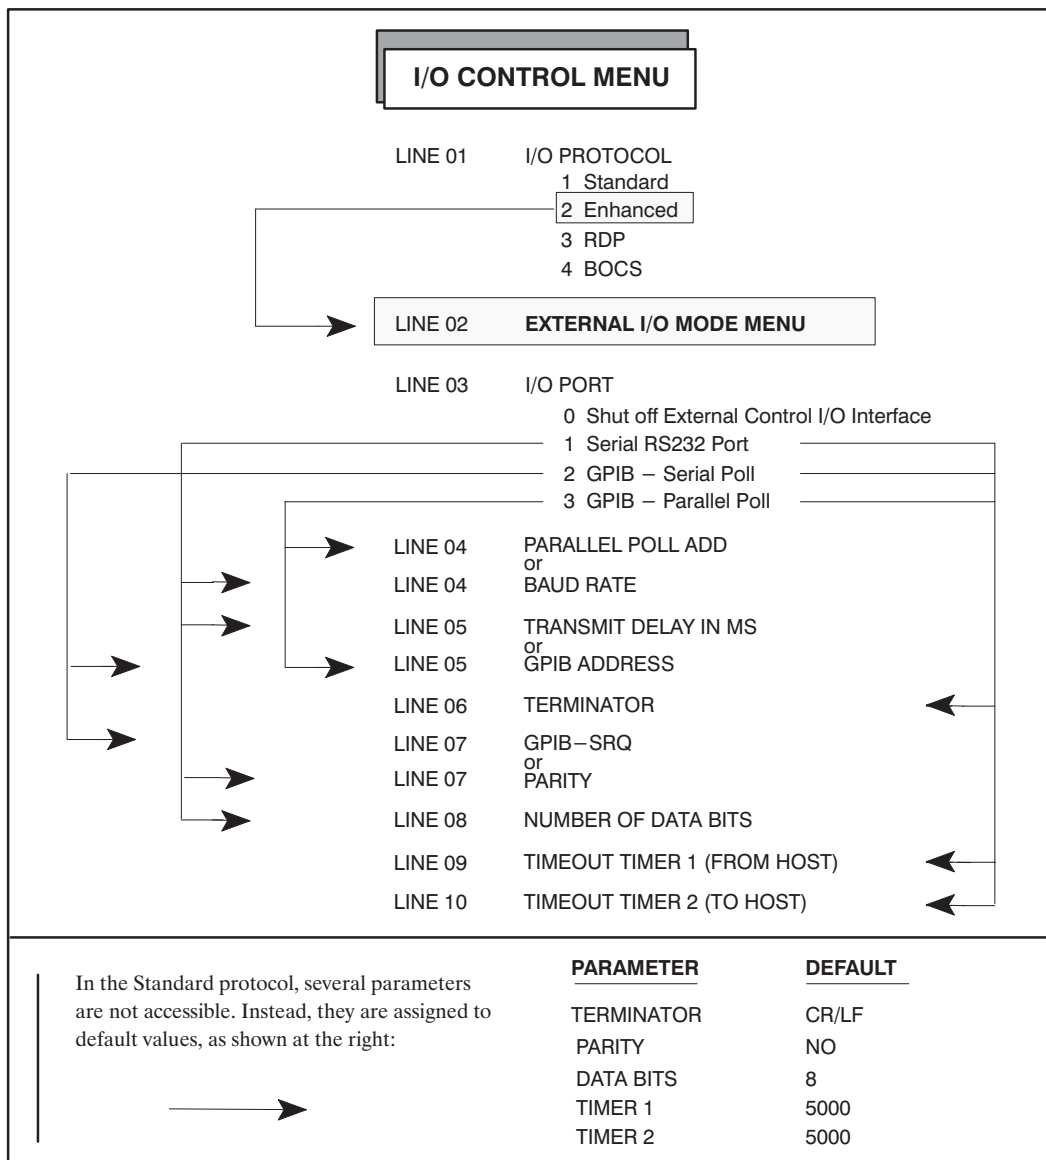 I/O CONTROL MENU
LINE 01 I/O PROTOCOL
1 Standard
2 Enhanced
3 RDP
4 BOCS
LINE 02 EXTERNAL I/O MODE MENU
LINE 03 I/O PORT
0 Shut off External Control I/O Interface
1 Serial RS232 Port
2 GPIB – Serial Poll
3 GPIB – Parallel Poll
LINE 04 PARALLEL POLL ADD
or
LINE 04 BAUD RATE
LINE 05 TRANSMIT DELAY IN MS
or
LINE 05 GPIB ADDRESS
LINE 06 TERMINATOR
LINE 07 GPIB–SRQ
or
LINE 07 PARITY
LINE 08 NUMBER OF DATA BITS
LINE 09 TIMEOUT TIMER 1 (FROM HOST)
LINE 10 TIMEOUT TIMER 2 (TO HOST)
In the Standard protocol, several parameters
are not accessible. Instead, they are assigned to
default values, as shown at the right:
PARAMETER DEFAULT
TERMINATOR CR/LF
PARITY NO
DATA BITS 8
TIMER 1 5000
TIMER 2 5000